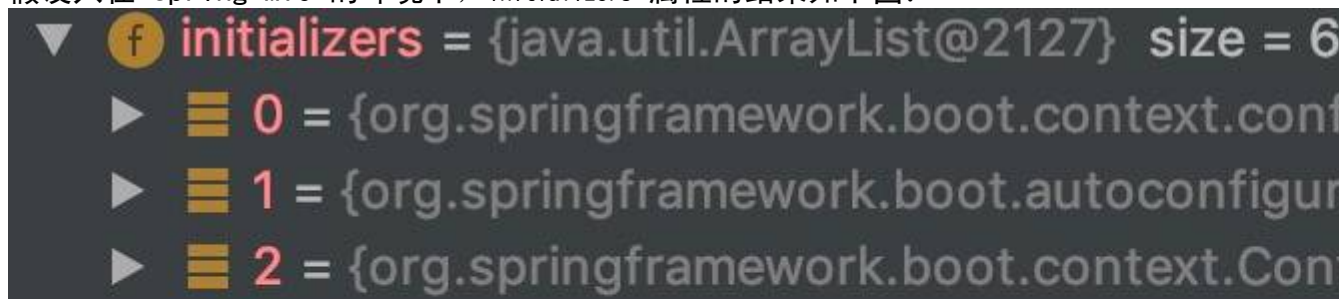 initializers = {java.util.ArrayList@2127} size = 6
0 = {org.springframework.boot.context.conf
1 = {org.springframework.boot.autoconfigur
2 = {org.springframework.boot.context.Con